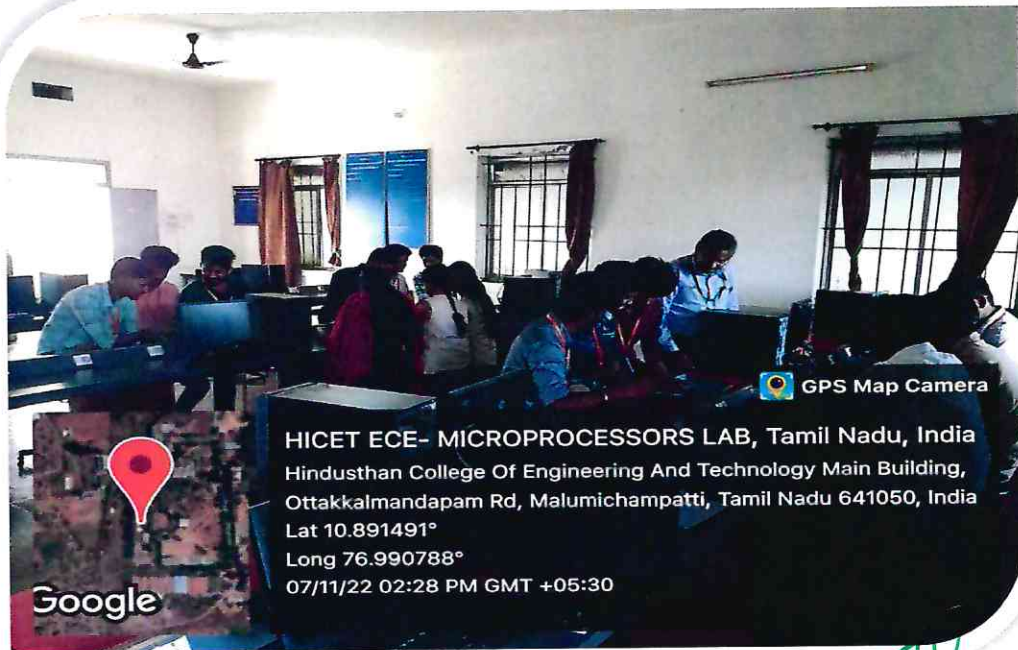 GPS Map Camera
HICET ECE- MICROPROCESSORS LAB, Tamil Nadu, India
Hindusthan College Of Engineering And Technology Main Building,
Ottakkalmandapam Rd, Malumichampatti, Tamil Nadu 641050, India
Lat 10.891491°
Long 76.990788°
07/11/22 02:28 PM GMT +05:30
Google